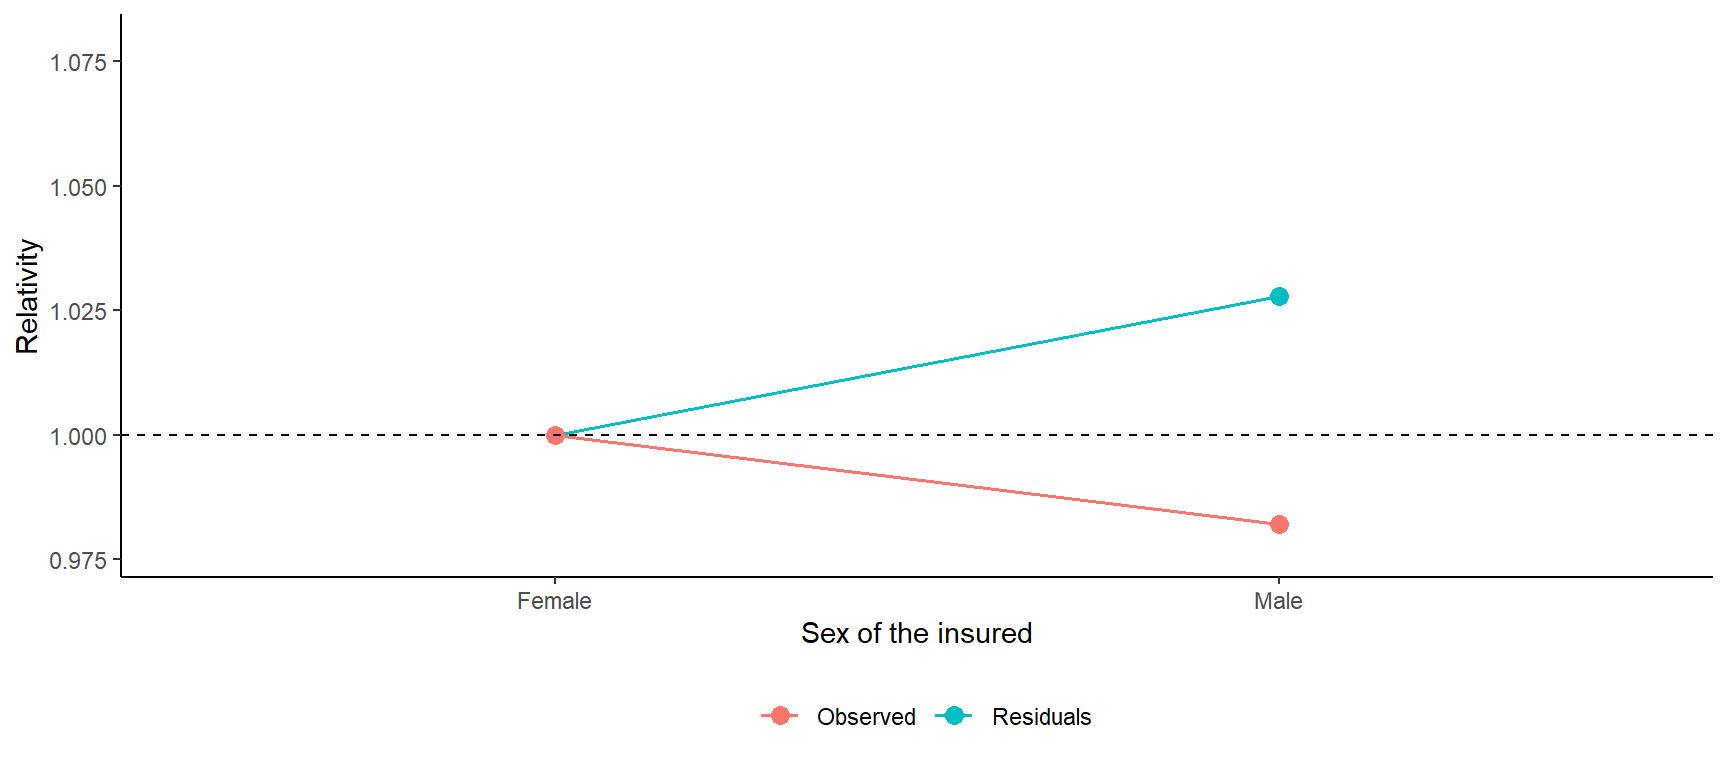 1.075
1.050
1.025
1.000
0.975
Relativity
Female Male
Sex of the insured
Observed Residuals